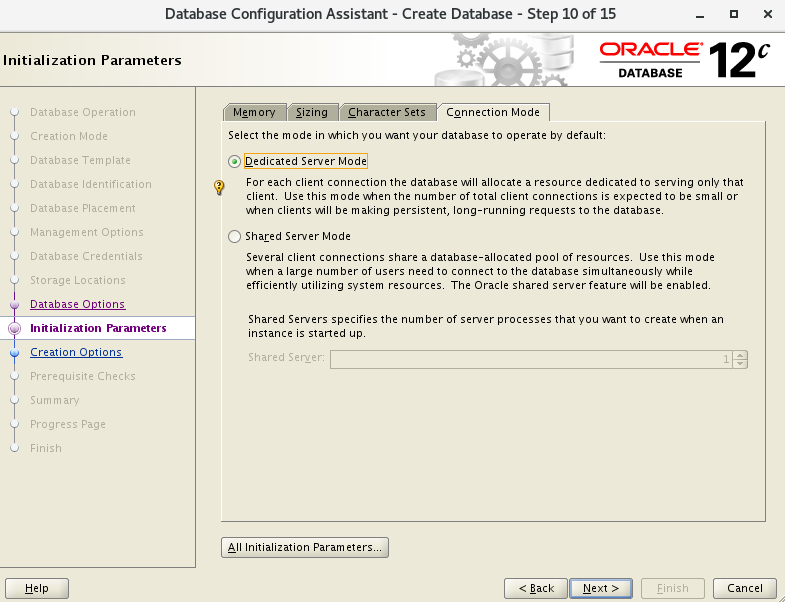 Database Configuration Assistant - Create Database - Step 10 of 15
Initialization Parameters
ORACLE®
DATABASE
12c
Database Operation
Creation Mode
Database Template
Database Identification
Database Placement
Management Options
Database Credentials
Storage Locations
Database Options
Initialization Parameters
Creation Options
Prerequisite Checks
Summary
Progress Page
Finish
Memory
Sizing
Character Sets
Connection Mode
Select the mode in which you want your database to operate by default:
Dedicated Server Mode
For each client connection the database will allocate a resource dedicated to serving only that
client. Use this mode when the number of total client connections is expected to be small or
when clients will be making persistent, long-running requests to the database.
Shared Server Mode
Several client connections share a database-allocated pool of resources. Use this mode
when a large number of users need to connect to the database simultaneously while
efficiently utilizing system resources. The Oracle shared server feature will be enabled.
Shared Servers specifies the number of server processes that you want to create when an
instance is started up.
Shared Server: 1
All Initialization Parameters...
Help
< Back
Next >
Finish
Cancel